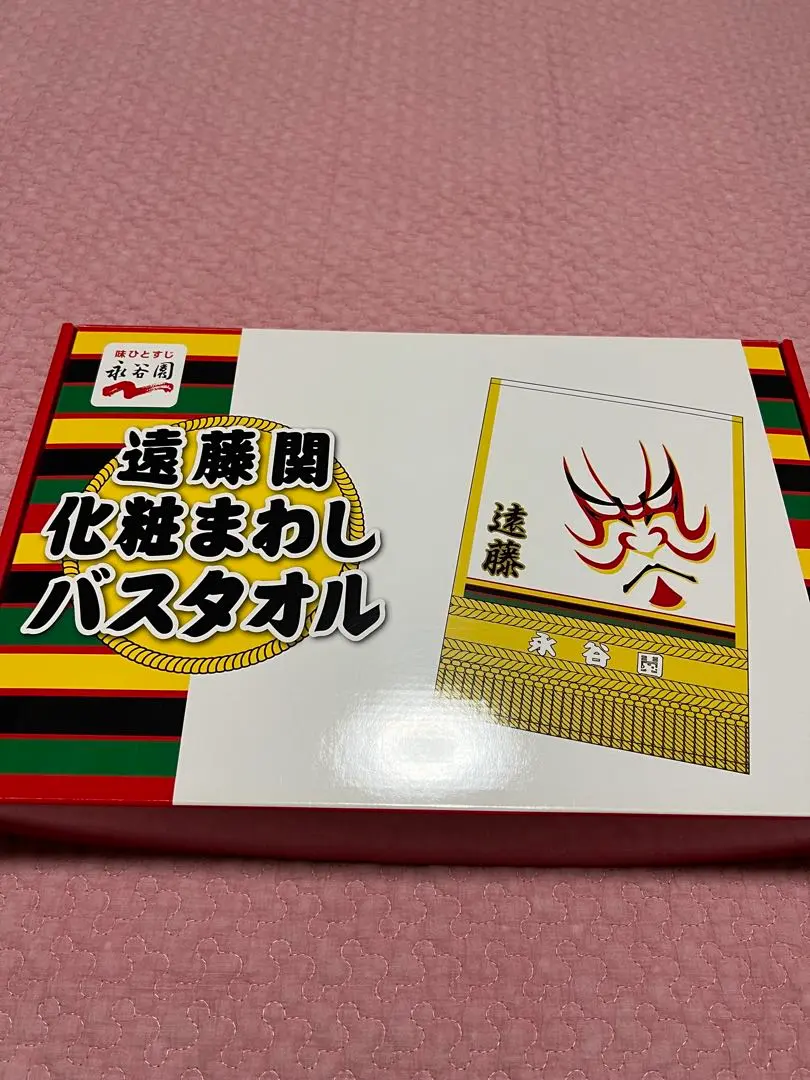 味ひとすじ
永谷園
遠藤関
化粧まわし
バスタオル
遠藤
永谷園